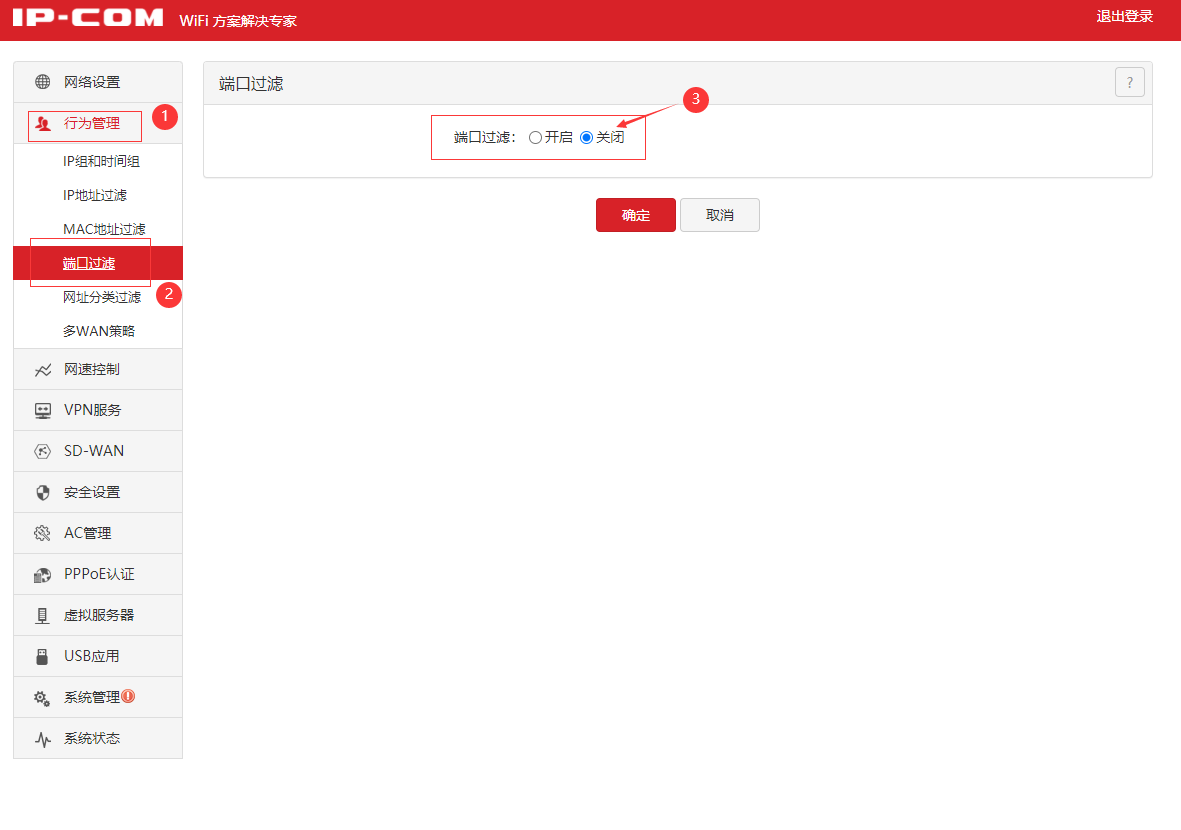 IP-COM WiFi 方案解决专家
退出登录
网络设置
行为管理
1
IP组和时间组
IP地址过滤
MAC地址过滤
端口过滤
2
网址分类过滤
多WAN策略
网速控制
VPN服务
SD-WAN
安全设置
AC管理
PPPoE认证
虚拟服务器
USB应用
系统管理
系统状态
端口过滤
?
3
端口过滤： 开启 关闭
确定
取消